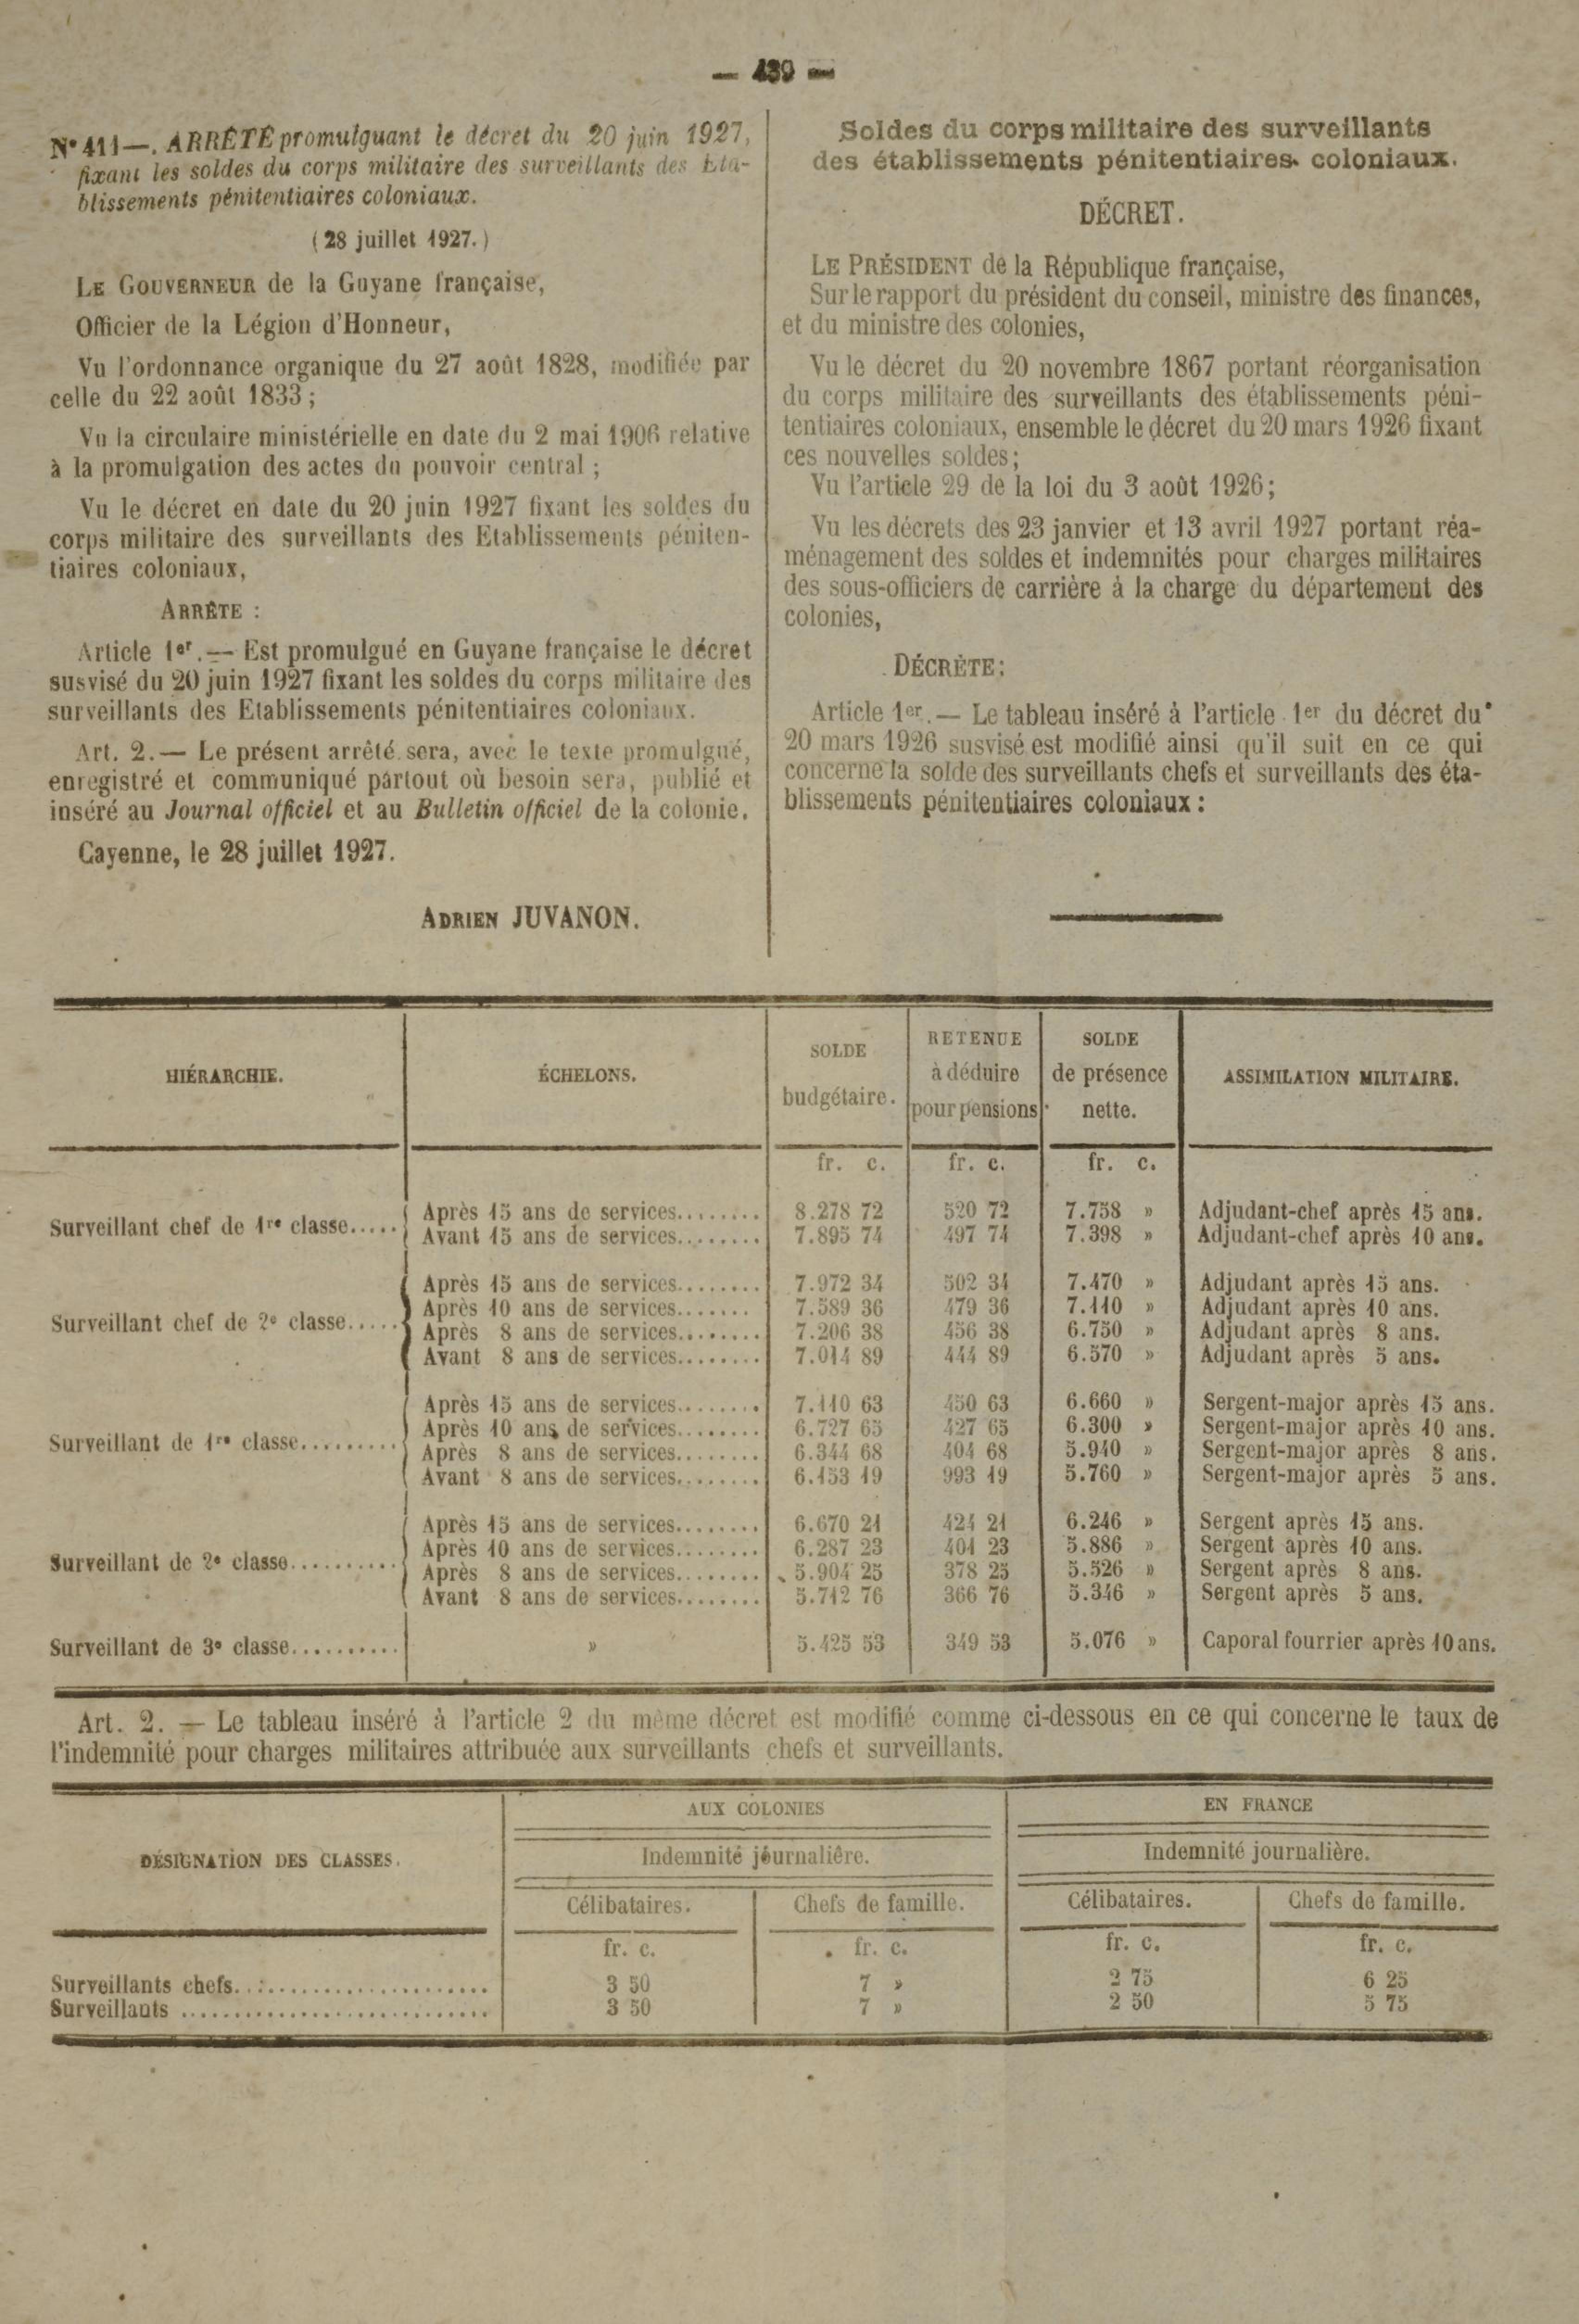 — 439 —
N° 411—. ARRÊTÉ promulguant le décret du 20 juin 1927,
fixant les soldes du corps militaire des surveillants des Eta-
blissements pénitentiaires coloniaux.
(28 juillet 1927.)
LE GOUVERNEUR de la Guyane française,
Officier de la Légion d'Honneur,
Vu l'ordonnance organique du 27 août 1828, modifiée par
celle du 22 août 1833 ;
Vu la circulaire ministérielle en date du 2 mai 1906 relative
à la promulgation des actes du pouvoir central ;
Vu le décret en date du 20 juin 1927 fixant les soldes du
corps militaire des surveillants des Etablissements péniten-
tiaires coloniaux,
ARRÊTE :
Article 1er.— Est promulgué en Guyane française le décret
susvisé du 20 juin 1927 fixant les soldes du corps militaire des
surveillants des Etablissements pénitentiaires coloniaux.
Art. 2.— Le présent arrêté sera, avec le texte promulgué,
enregistré et communiqué partout où besoin sera, publié et
inséré au Journal officiel et au Bulletin officiel de la colonie.
Cayenne, le 28 juillet 1927.
ADRIEN JUVANON.
Soldes du corps militaire des surveillants
des établissements pénitentiaires coloniaux.
DÉCRET.
LE PRÉSIDENT de la République française,
Sur le rapport du président du conseil, ministre des finances,
et du ministre des colonies,
Vu le décret du 20 novembre 1867 portant réorganisation
du corps militaire des surveillants des établissements péni-
tentiaires coloniaux, ensemble le décret du 20 mars 1926 fixant
ces nouvelles soldes ;
Vu l'article 29 de la loi du 3 août 1926 ;
Vu les décrets des 23 janvier et 13 avril 1927 portant réa-
ménagement des soldes et indemnités pour charges militaires
des sous-officiers de carrière à la charge du département des
colonies,
DÉCRÈTE :
Article 1er.— Le tableau inséré à l'article 1er du décret du
20 mars 1926 susvisé est modifié ainsi qu'il suit en ce qui
concerne la solde des surveillants chefs et surveillants des éta-
blissements pénitentiaires coloniaux :
HIÉRARCHIE. ÉCHELONS. SOLDE budgétaire. RETENUE à déduire pour pensions SOLDE de présence nette. ASSIMILATION MILITAIRE.
fr. c. fr. c. fr. c.
Surveillant chef de 1re classe.....
Après 15 ans de services........ 8.278 72 520 72 7.758 » Adjudant-chef après 15 ans.
Avant 15 ans de services........ 7.895 74 497 74 7.398 » Adjudant-chef après 10 ans.
Surveillant chef de 2e classe.....
Après 15 ans de services........ 7.972 34 502 34 7.470 » Adjudant après 15 ans.
Après 10 ans de services....... 7.589 36 479 36 7.110 » Adjudant après 10 ans.
Après 8 ans de services........ 7.206 38 456 38 6.750 » Adjudant après 8 ans.
Avant 8 ans de services........ 7.014 89 444 89 6.570 » Adjudant après 5 ans.
Surveillant de 1re classe.........
Après 15 ans de services........ 7.110 63 450 63 6.660 » Sergent-major après 15 ans.
Après 10 ans de services........ 6.727 65 427 65 6.300 » Sergent-major après 10 ans.
Après 8 ans de services........ 6.344 68 404 68 5.940 » Sergent-major après 8 ans.
Avant 8 ans de services........ 6.153 19 993 19 5.760 » Sergent-major après 5 ans.
Surveillant de 2e classe..........
Après 15 ans de services........ 6.670 21 424 21 6.246 » Sergent après 15 ans.
Après 10 ans de services........ 6.287 23 401 23 5.886 » Sergent après 10 ans.
Après 8 ans de services........ 5.904 25 378 25 5.526 » Sergent après 8 ans.
Avant 8 ans de services........ 5.712 76 366 76 5.346 » Sergent après 5 ans.
Surveillant de 3e classe.......... » 5.425 53 349 53 5.076 » Caporal fourrier après 10 ans.
Art. 2. — Le tableau inséré à l'article 2 du même décret est modifié comme ci-dessous en ce qui concerne le taux de
l'indemnité pour charges militaires attribuée aux surveillants chefs et surveillants.
DÉSIGNATION DES CLASSES. AUX COLONIES EN FRANCE
Indemnité journalière. Indemnité journalière.
Célibataires. Chefs de famille. Célibataires. Chefs de famille.
fr. c. fr. c. fr. c. fr. c.
Surveillants chefs....................... 3 50 7 » 2 75 6 25
Surveillants ............................ 3 50 7 » 2 50 5 75